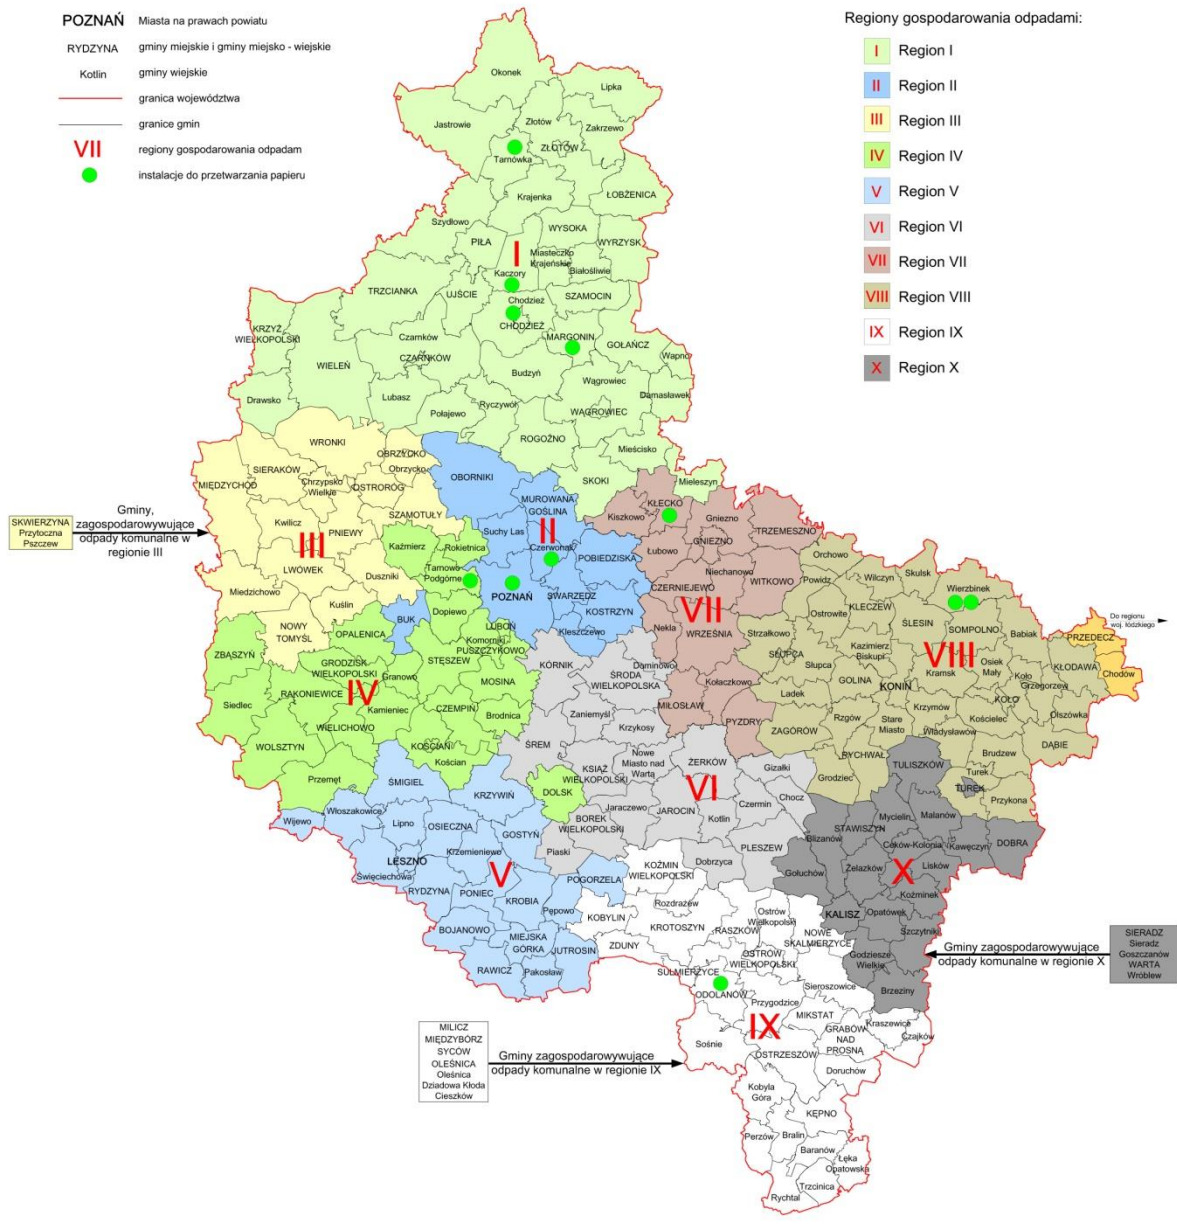 POZNAŃ Miasta na prawach powiatu
RYDZYNA gminy miejskie i gminy miejsko - wiejskie
Kotlin gminy wiejskie
granica województwa
granice gmin
VII regiony gospodarowania odpadam
instalacje do przetwarzania papieru
Regiony gospodarowania odpadami:
I Region I
II Region II
III Region III
IV Region IV
V Region V
VI Region VI
VII Region VII
VIII Region VIII
IX Region IX
X Region X
Okonek
Lipka
Jastrowie
Złotów
Zakrzewo
ZŁOTÓW
Tarnówka
Krajenka
ŁOBŻENICA
Szydłowo
WYSOKA
PIŁA
I
Miasteczko
Krajeńskie
WYRZYSK
Kaczory
Białośliwie
TRZCIANKA
UJŚCIE
Chodzież
SZAMOCIN
CHODZIEŻ
KRZYŻ
WIELKOPOLSKI
Czarnków
CZARNKÓW
MARGONIN
GOŁAŃCZ
Wapno
WIELEŃ
Budzyń
Wągrowiec
Damasławek
Drawsko
Lubasz
Połajewo
Ryczywół
WĄGROWIEC
ROGOŹNO
Mieścisko
SKOKI
Mieleszyn
WRONKI
OBRZYCKO
Obrzycko
SIERAKÓW
MIĘDZYCHÓD
Chrzypsko
Wielkie
OSTRORÓG
SZAMOTUŁY
Kwilicz
PNIEWY
III
LWÓWEK
Duszniki
Miedzichowo
Kuślin
NOWY
TOMYŚL
Gminy,
zagospodarowywujące
odpady komunalne w
regionie III
SKWIERZYNA
Przytoczna
Pszczew
OBORNIKI
MUROWANA
GOŚLINA
II
Suchy Las
Czerwonak
POBIEDZISKA
POZNAŃ
SWARZĘDZ
KOSTRZYN
Kleszczewo
BUK
Kaźmierz
Rokietnica
Tarnowo
Podgórne
Dopiewo
LUBOŃ
Komorniki
PUSZCZYKOWO
OPALENICA
ZBĄSZYŃ
GRODZISK
WIELKOPOLSKI
STĘSZEW
Granowo
MOSINA
RAKONIEWICE
IV
Siedlec
Kamieniec
CZEMPIŃ
Brodnica
WIELICHOWO
WOLSZTYN
KOŚCIAN
Kościan
Przemęt
DOLSK
KŁECKO
Kiszkowo
Gniezno
TRZEMESZNO
Łubowo
GNIEZNO
Niechanowo
CZERNIEJEWO
WITKOWO
VII
Nekla
WRZEŚNIA
Kołaczkowo
MIŁOSŁAW
PYZDRY
Orchowo
Powidz
Wilczyn
Skulsk
Wierzbinek
Ostrowite
KLECZEW
ŚLESIN
SOMPOLNO
Babiak
PRZEDECZ
Do regionu
woj. łódzkiego
Strzałkowo
Kazimierz
Biskupi
VIII
SŁUPCA
Słupca
Osiek
Mały
KŁODAWA
Chodów
GOLINA
KONIN
Kramsk
Koło
Grzegorzew
KOŁO
Lądek
Krzymów
Olszówka
Rzgów
Stare
Miasto
Kościelec
ZAGÓRÓW
Władysławów
DĄBIE
RYCHWAŁ
Brudzew
Grodziec
Turek
TUREK
Przykona
KÓRNIK
Dominowo
ŚRODA
WIELKOPOLSKA
Zaniemyśl
Krzykosy
ŚREM
Nowe
Miasto nad
Wartą
ŻERKÓW
Gizałki
KSIĄŻ
WIELKOPOLSKI
VI
Chocz
Jaraczewo
JAROCIN
Czermin
BOREK
WIELKOPOLSKI
Kotlin
Piaski
Dobrzyca
PLESZEW
ŚMIGIEL
KRZYWIŃ
Włoszakowice
Wijewo
Lipno
OSIECZNA
GOSTYŃ
LESZNO
Krzemieniewo
Święciechowa
V
RYDZYNA
PONIEC
KROBIA
POGORZELA
Pępowo
BOJANOWO
MIEJSKA
GÓRKA
JUTROSIN
RAWICZ
Pakosław
TULISZKÓW
Mycielin
Malanów
STAWISZYN
Blizanów
Ceków-Kolonia
Kawęczyn
DOBRA
Gołuchów
Żelazków
Lisków
X
Koźminek
KALISZ
Opatówek
Szczytniki
Godziesze
Wielkie
Brzeziny
Gminy zagospodarowywujące
odpady komunalne w regionie X
SIERADZ
Sieradz
Goszczanów
WARTA
Wróblew
KOŹMIN
WIELKOPOLSKI
Rozdrażew
KOBYLIN
KROTOSZYN
Ostrów
Wielkopolski
RASZKÓW
NOWE
SKALMIERZYCE
ZDUNY
OSTRÓW
WIELKOPOLSKI
SULMIERZYCE
Sieroszowice
ODOLANÓW
Przygodzice
MIKSTAT
IX
GRABÓW
NAD
PROSNĄ
Kraszewice
Czajków
Sośnie
OSTRZESZÓW
Doruchów
Kobyla
Góra
KĘPNO
Perzów
Bralin
Baranów
Łęka
Opatowska
Trzcinica
Rychtal
MILICZ
MIĘDZYBÓRZ
SYCÓW
OLEŚNICA
Oleśnica
Dziadowa Kłoda
Cieszków
Gminy zagospodarowywujące
odpady komunalne w regionie IX